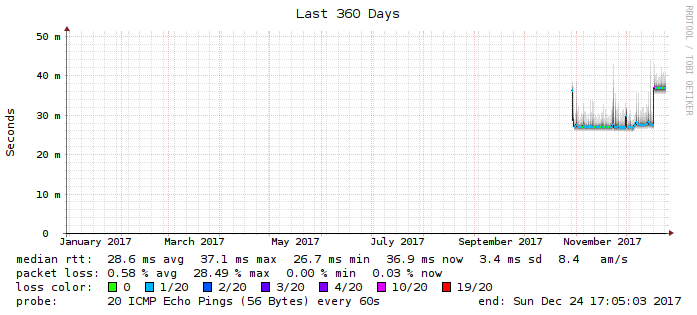 Last 360 Days
RRDTOOL / TOBI OETIKER
Seconds
50 m
40 m
30 m
20 m
10 m
0
January 2017 March 2017 May 2017 July 2017 September 2017 November 2017
median rtt: 28.6 ms avg 37.1 ms max 26.7 ms min 36.9 ms now 3.4 ms sd 8.4 am/s
packet loss: 0.58 % avg 28.49 % max 0.00 % min 0.03 % now
loss color: 0 1/20 2/20 3/20 4/20 10/20 19/20
probe: 20 ICMP Echo Pings (56 Bytes) every 60s end: Sun Dec 24 17:05:03 2017